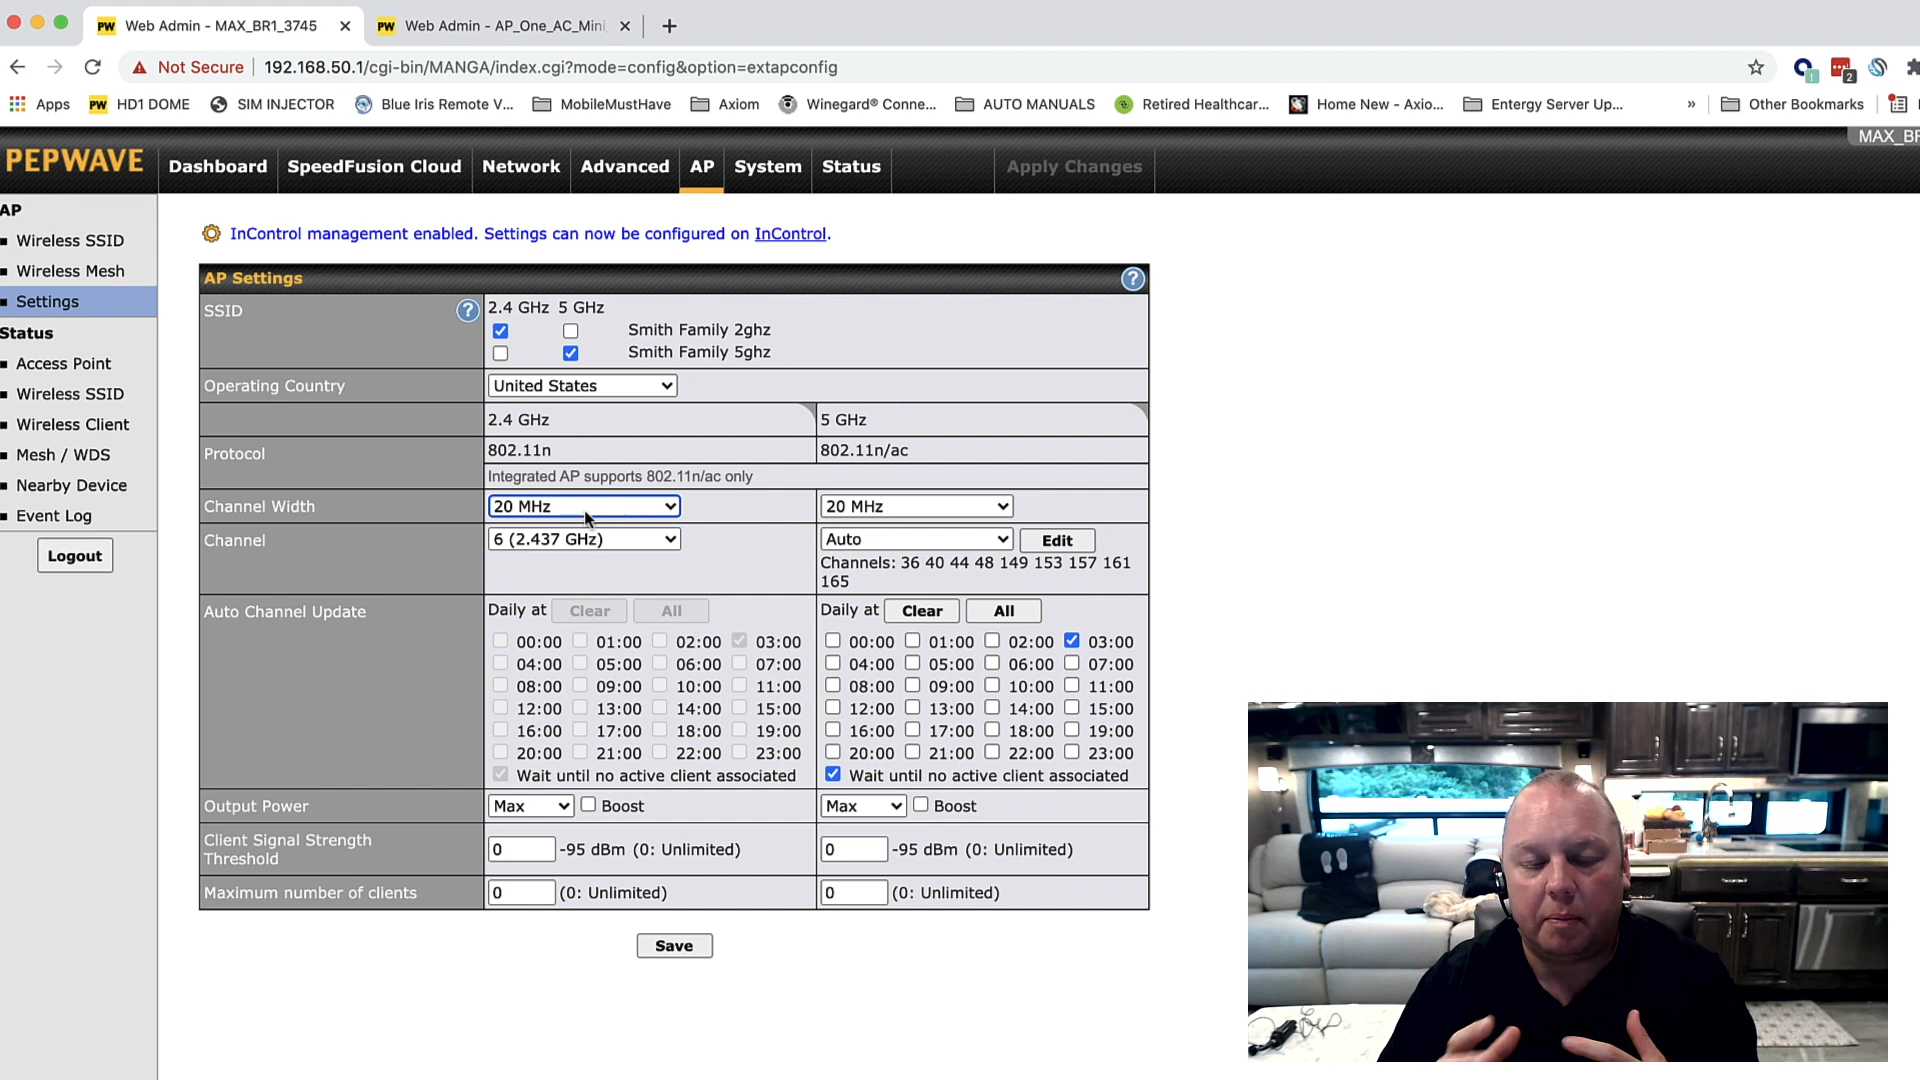 PW Web Admin - MAX_BR1_3745 PW Web Admin - AP_One_AC_Mini
Not Secure 192.168.50.1/cgi-bin/MANGA/index.cgi?mode=config&option=extapconfig 1 2
Apps PW HD1 DOME SIM INJECTOR Blue Iris Remote V... MobileMustHave Axiom Winegard® Conne... AUTO MANUALS Retired Healthcar... Home New - Axio... Entergy Server Up... » Other Bookmarks
MAX_BR
PEPWAVE Dashboard SpeedFusion Cloud Network Advanced AP System Status Apply Changes
AP
Wireless SSID
Wireless Mesh
Settings
Status
Access Point
Wireless SSID
Wireless Client
Mesh / WDS
Nearby Device
Event Log
Logout
InControl management enabled. Settings can now be configured on InControl.
AP Settings ?
SSID ? 2.4 GHz 5 GHz
Smith Family 2ghz
Smith Family 5ghz
Operating Country United States
2.4 GHz 5 GHz
Protocol 802.11n 802.11n/ac
Integrated AP supports 802.11n/ac only
Channel Width 20 MHz 20 MHz
Channel 6 (2.437 GHz) Auto Edit
Channels: 36 40 44 48 149 153 157 161
165
Auto Channel Update Daily at Clear All Daily at Clear All
00:00 01:00 02:00 03:00 00:00 01:00 02:00 03:00
04:00 05:00 06:00 07:00 04:00 05:00 06:00 07:00
08:00 09:00 10:00 11:00 08:00 09:00 10:00 11:00
12:00 13:00 14:00 15:00 12:00 13:00 14:00 15:00
16:00 17:00 18:00 19:00 16:00 17:00 18:00 19:00
20:00 21:00 22:00 23:00 20:00 21:00 22:00 23:00
Wait until no active client associated Wait until no active client associated
Output Power Max Boost Max Boost
Client Signal Strength
Threshold 0 -95 dBm (0: Unlimited) 0 -95 dBm (0: Unlimited)
Maximum number of clients 0 (0: Unlimited) 0 (0: Unlimited)
Save